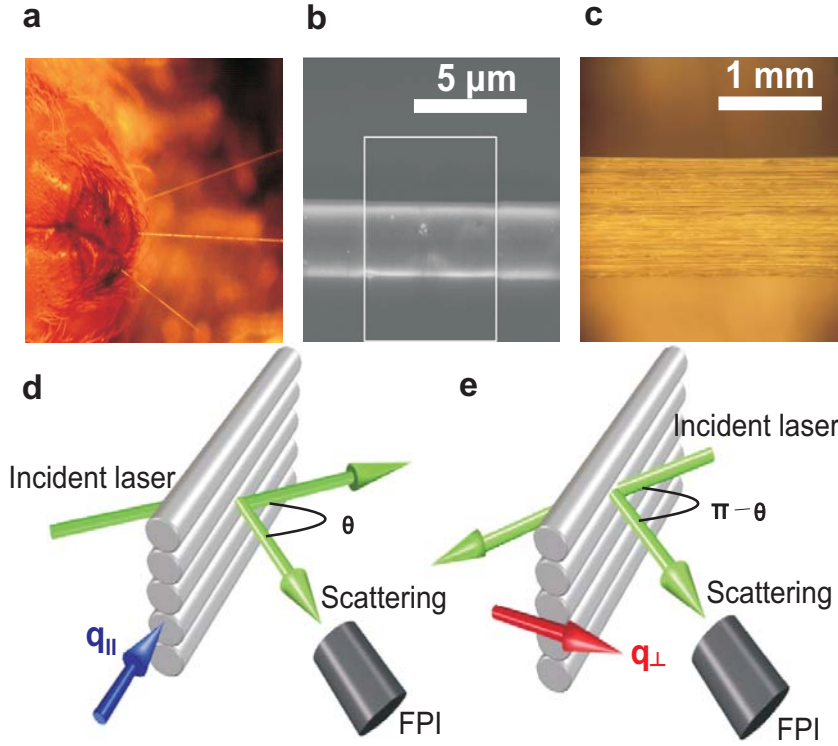 a
b
c
5 µm
1 mm
d
e
Incident laser
Incident laser
θ
π – θ
Scattering
Scattering
q||
q⊥
FPI
FPI